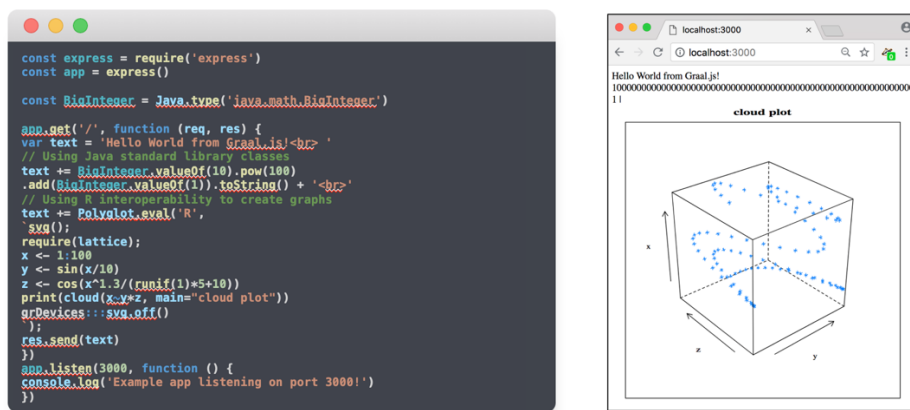 const express = require('express')
const app = express()
const BigInteger = Java.type('java.math.BigInteger')
app.get('/', function (req, res) {
var text = 'Hello World from Graal.js!<br> '
// Using Java standard library classes
text += BigInteger.valueOf(10).pow(100)
.add(BigInteger.valueOf(1)).toString() + '<br>'
// Using R interoperability to create graphs
text += Polyglot.eval('R',
`svg();
require(lattice);
x <- 1:100
y <- sin(x/10)
z <- cos(x^1.3/(runif(1)*5+10))
print(cloud(x~y*z, main="cloud plot"))
grDevices:::svg.off()
`);
res.send(text)
})
app.listen(3000, function () {
console.log('Example app listening on port 3000!')
})
localhost:3000
localhost:3000
Hello World from Graal.js!
1 |
cloud plot
x
z
y